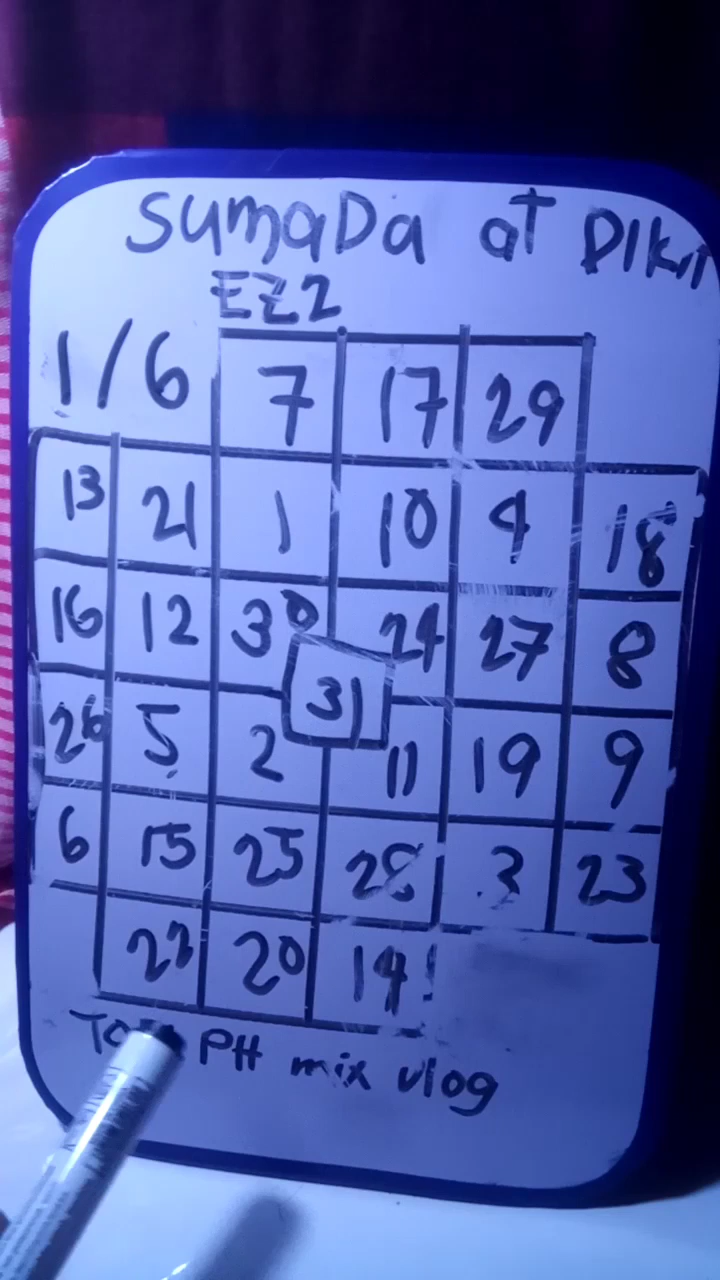 SumaDa at Dikit
EZ2
1/6 7 17 29
13 21 1 10 4 18
16 12 30 24 27 8
31
26 5 2 11 19 9
6 15 25 28 3 23
22 20 14
PH mix vlog